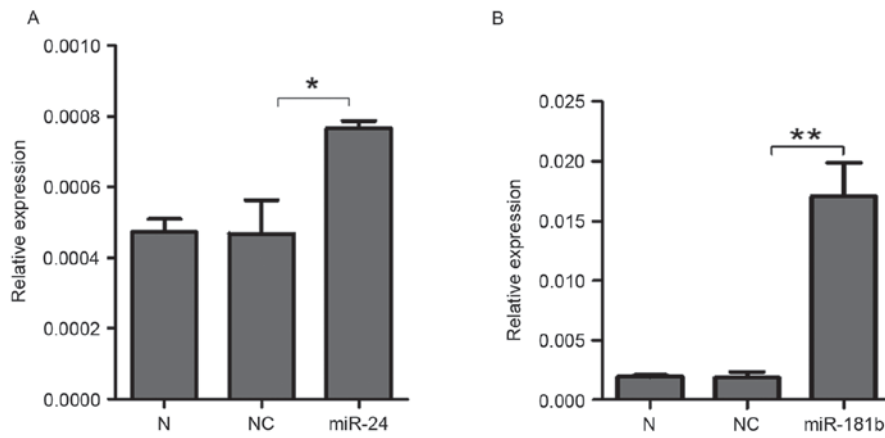 A
Relative expression
0.0010
0.0008
0.0006
0.0004
0.0002
0.0000
*
N NC miR-24
B
Relative expression
0.025
0.020
0.015
0.010
0.005
0.000
**
N NC miR-181b